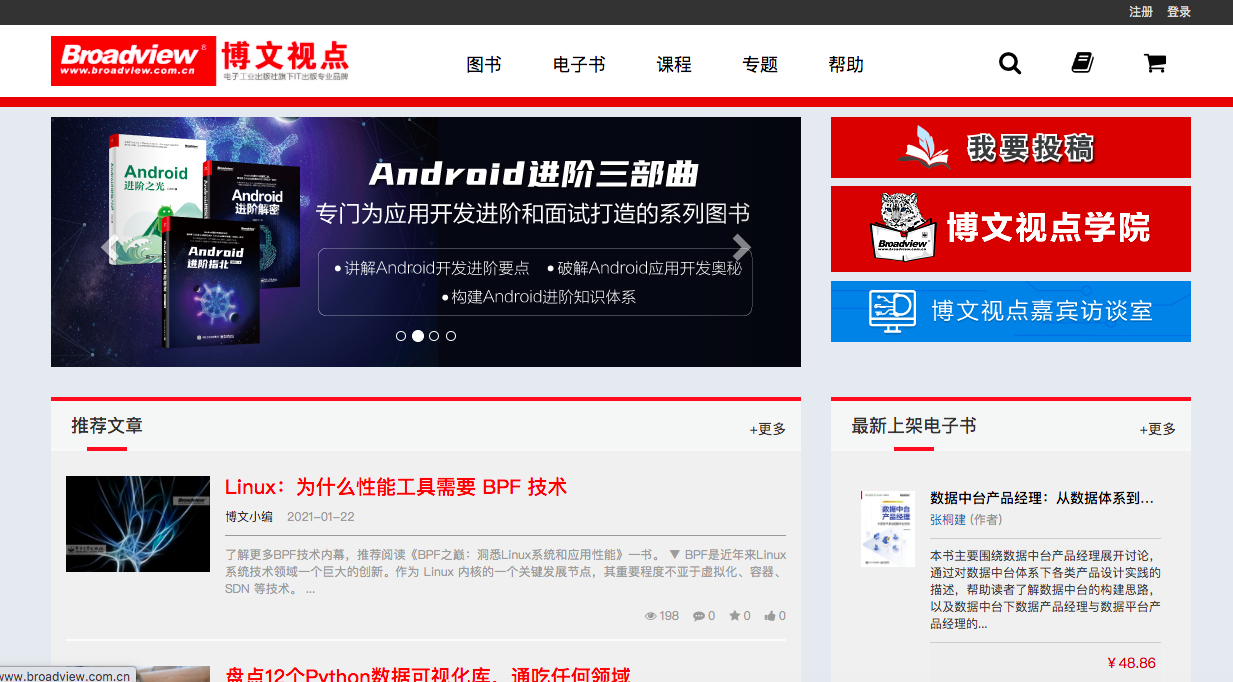 注册 登录
Broadview®
www.broadview.com.cn
博文视点
电子工业出版社旗下IT出版专业品牌
图书 电子书 课程 专题 帮助
Android
进阶之光
Android
进阶解密
Android
进阶指北
Android进阶三部曲
专门为应用开发进阶和面试打造的系列图书
●讲解Android开发进阶要点 ●破解Android应用开发奥秘
●构建Android进阶知识体系
我要投稿
Broadview
www.broadview.com.cn
博文视点学院
博文视点嘉宾访谈室
推荐文章
+更多
Linux：为什么性能工具需要 BPF 技术
博文小编 2021-01-22
了解更多BPF技术内幕，推荐阅读《BPF之巅：洞悉Linux系统和应用性能》一书。 ▼ BPF是近年来Linux
系统技术领域一个巨大的创新。作为 Linux 内核的一个关键发展节点，其重要程度不亚于虚拟化、容器、
SDN 等技术。 ...
198 0 0 0
盘点12个Python数据可视化库，通吃任何领域
最新上架电子书
+更多
数据中台
产品经理
数据中台产品经理：从数据体系到...
张桐建 (作者)
本书主要围绕数据中台产品经理展开讨论，
通过对数据中台体系下各类产品设计实践的
描述，帮助读者了解数据中台的构建思路，
以及数据中台下数据产品经理与数据平台产
品经理的...
¥ 48.86
www.broadview.com.cn